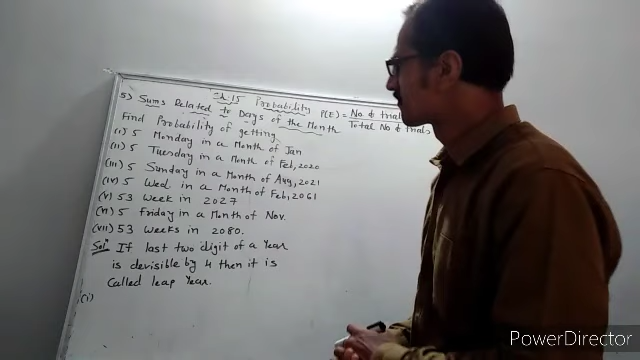 Ch:15 Probability
5) Sums Related to Days of the Month P(E) = No. of trial
Total No of trials
Find Probability of getting
(i) 5 Monday in a Month of Jan
(ii) 5 Tuesday in a Month of Feb, 2020
(iii) 5 Sunday in a Month of Aug, 2021
(iv) 5 Wed in a Month of Feb, 2061
(v) 53 week in 2027
(vi) 5 Friday in a Month of Nov.
(vii) 53 weeks in 2080.
Solⁿ If last two digit of a Year
is devisible by 4 then it is
Called leap Year.
(i)
PowerDirector